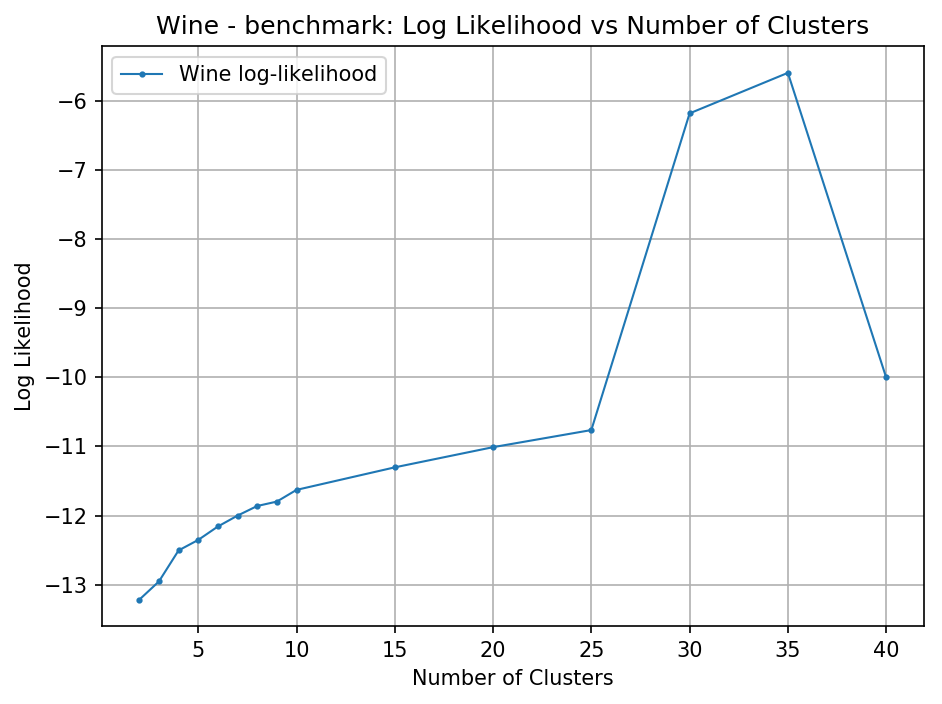 Wine - benchmark: Log Likelihood vs Number of Clusters
Wine log-likelihood
Log Likelihood
−6
−7
−8
−9
−10
−11
−12
−13
5 10 15 20 25 30 35 40
Number of Clusters